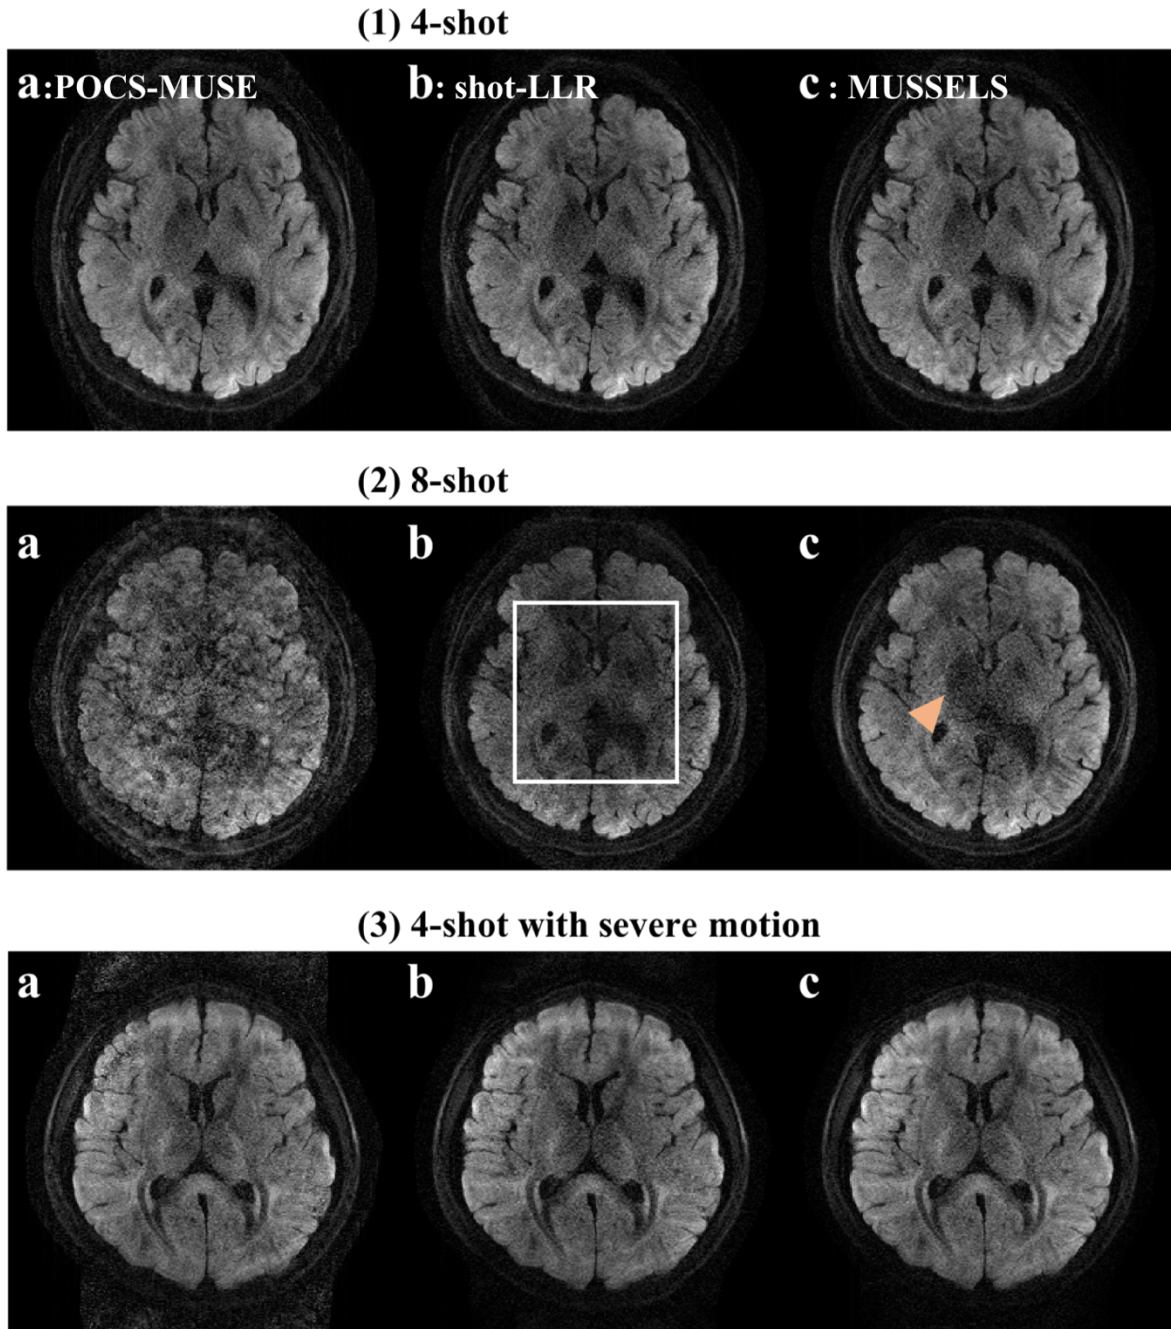 (1) 4-shot
a:POCS-MUSE b: shot-LLR c : MUSSELS
(2) 8-shot
a b c
(3) 4-shot with severe motion
a b c